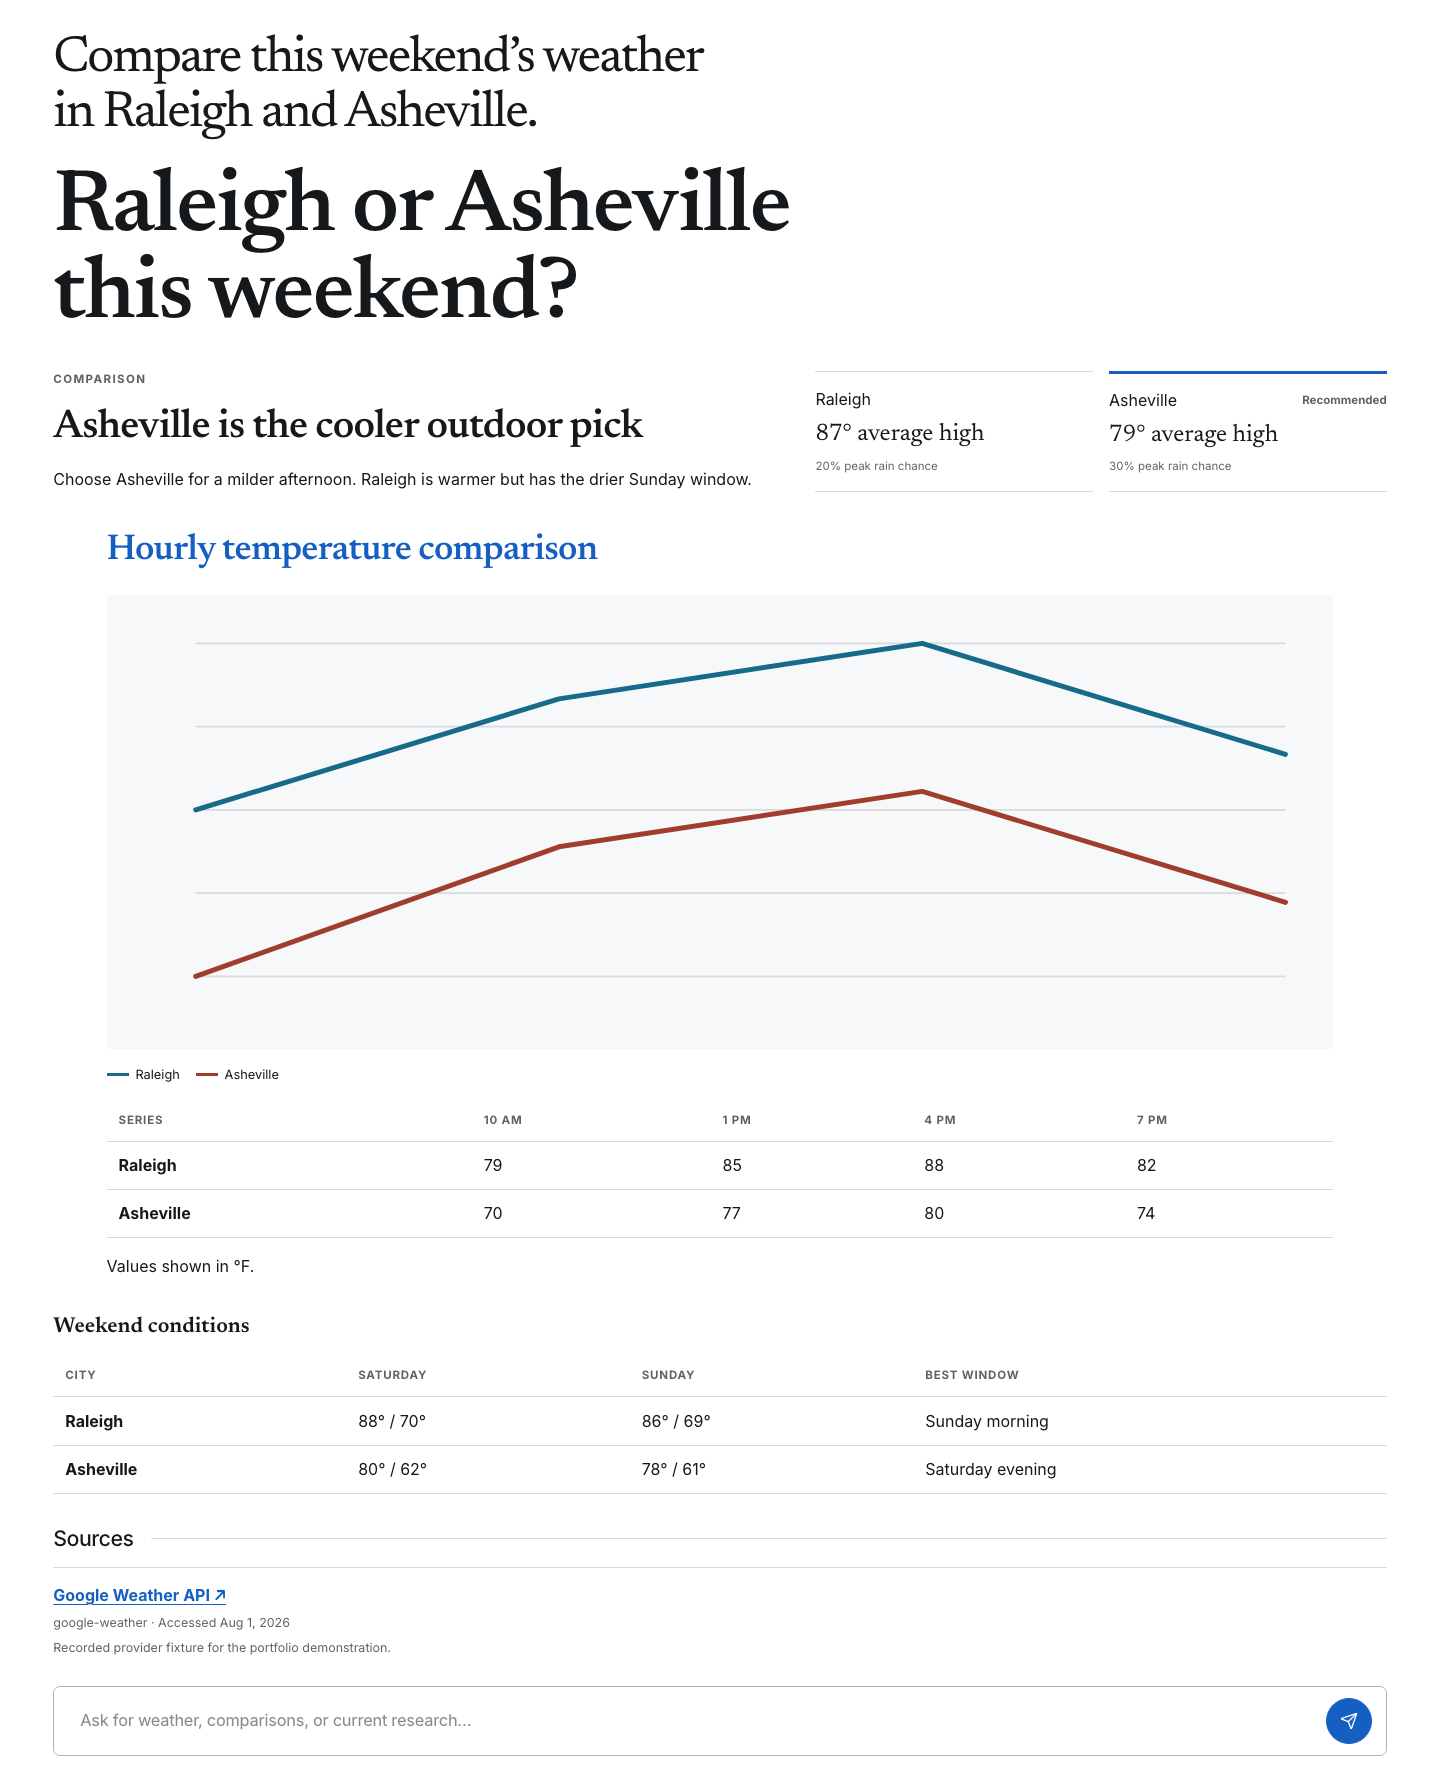 Compare this weekend’s weather
in Raleigh and Asheville.
Raleigh or Asheville
this weekend?
COMPARISON
Asheville is the cooler outdoor pick
Choose Asheville for a milder afternoon. Raleigh is warmer but has the drier Sunday window.
Raleigh
87° average high
20% peak rain chance
Asheville Recommended
79° average high
30% peak rain chance
Hourly temperature comparison
Raleigh Asheville
SERIES 10 AM 1 PM 4 PM 7 PM
Raleigh 79 85 88 82
Asheville 70 77 80 74
Values shown in °F.
Weekend conditions
CITY SATURDAY SUNDAY BEST WINDOW
Raleigh 88° / 70° 86° / 69° Sunday morning
Asheville 80° / 62° 78° / 61° Saturday evening
Sources
Google Weather API ↗
google-weather · Accessed Aug 1, 2026
Recorded provider fixture for the portfolio demonstration.
Ask for weather, comparisons, or current research...